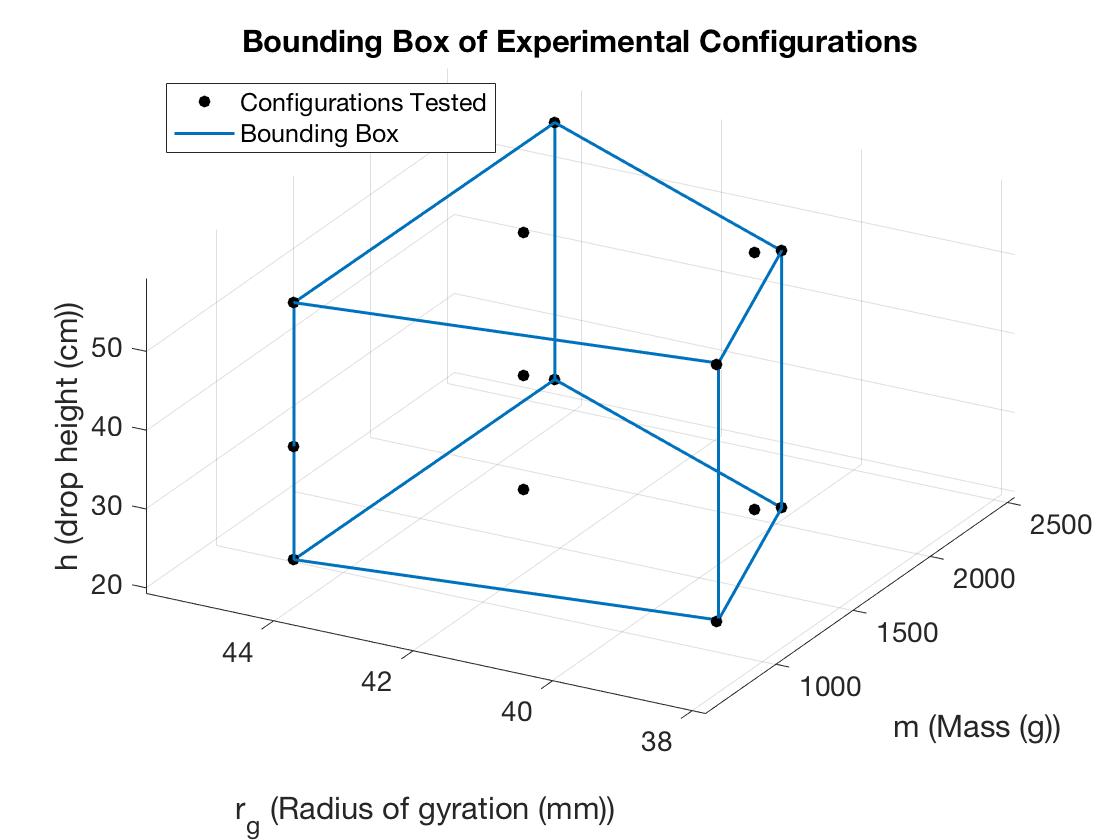 Bounding Box of Experimental Configurations
Configurations Tested
Bounding Box
h (drop height (cm))
50
40
30
20
44
42
40
38
2500
2000
1500
1000
m (Mass (g))
r_g (Radius of gyration (mm))